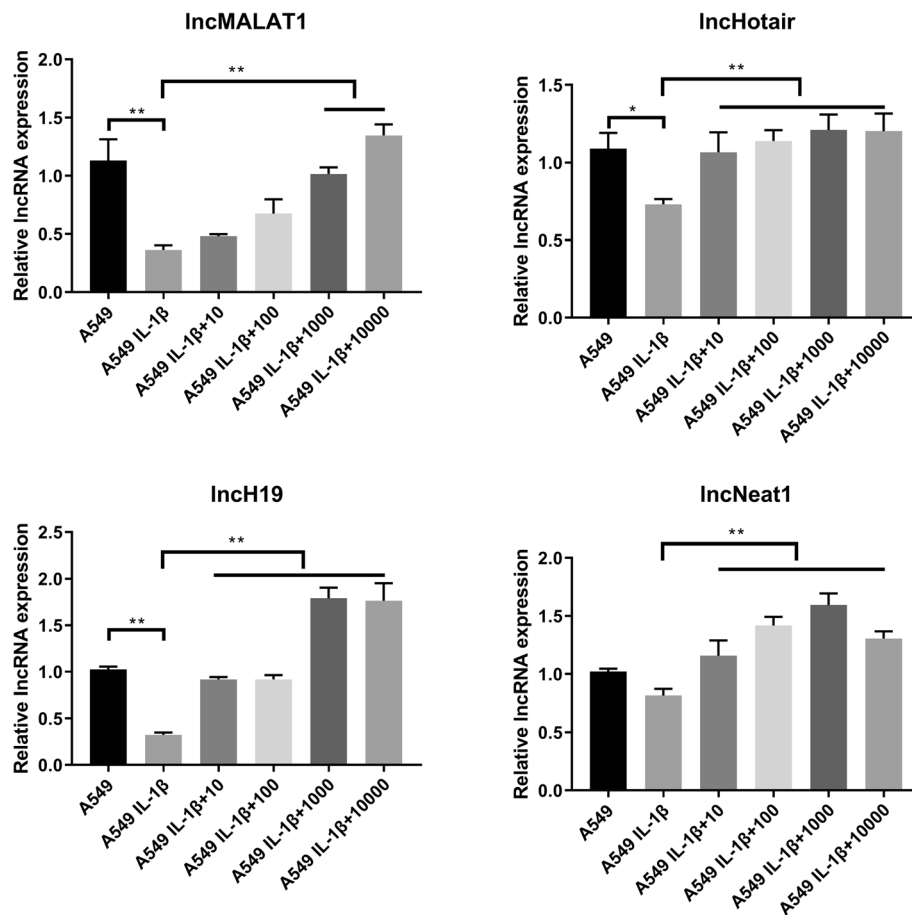 lncMALAT1
Relative lncRNA expression
2.0
1.5
1.0
0.5
0.0
**
**
A549
A549 IL-1β
A549 IL-1β+10
A549 IL-1β+100
A549 IL-1β+1000
A549 IL-1β+10000
lncHotair
Relative lncRNA expression
1.5
1.0
0.5
0.0
*
**
A549
A549 IL-1β
A549 IL-1β+10
A549 IL-1β+100
A549 IL-1β+1000
A549 IL-1β+10000
lncH19
Relative lncRNA expression
2.5
2.0
1.5
1.0
0.5
0.0
**
**
A549
A549 IL-1β
A549 IL-1β+10
A549 IL-1β+100
A549 IL-1β+1000
A549 IL-1β+10000
lncNeat1
Relative lncRNA expression
2.0
1.5
1.0
0.5
0.0
**
A549
A549 IL-1β
A549 IL-1β+10
A549 IL-1β+100
A549 IL-1β+1000
A549 IL-1β+10000